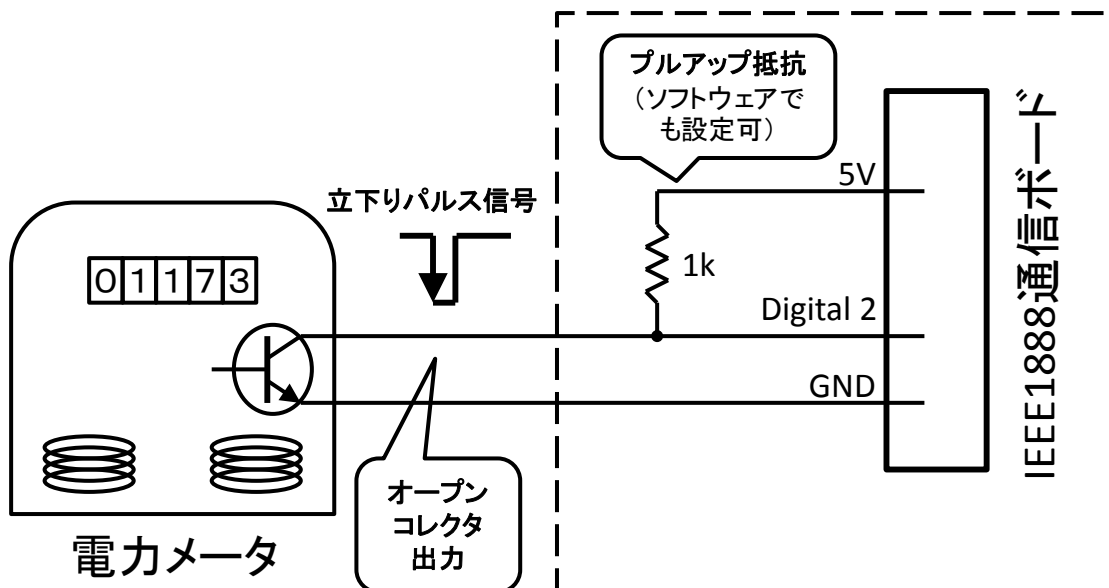 プルアップ抵抗
（ソフトウェアで
も設定可）
5V
立下りパルス信号
01173
1k
Digital 2
GND
IEEE1888通信ボード
オープン
コレクタ
出力
電力メータ